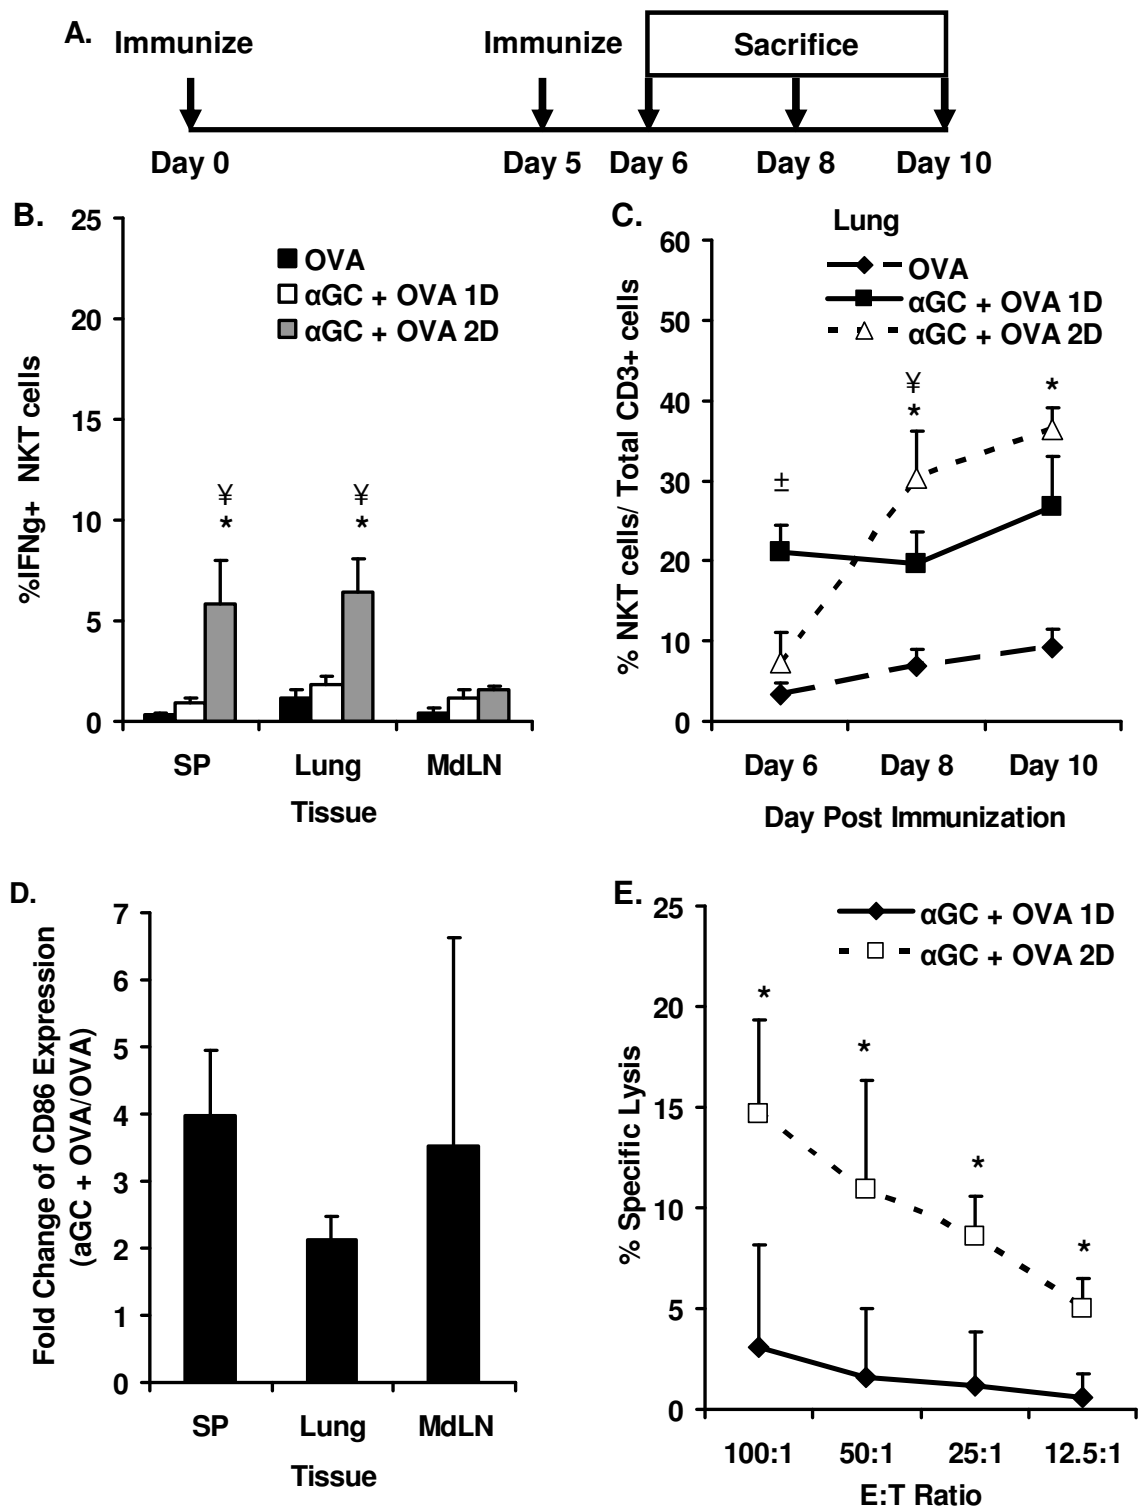 A.
Immunize
Immunize
Sacrifice
Day 0
Day 5
Day 6
Day 8
Day 10
B.
%IFNg+ NKT cells
25
20
15
10
5
0
OVA
αGC + OVA 1D
αGC + OVA 2D
¥
*
¥
*
SP
Lung
MdLN
Tissue
C.
Lung
% NKT cells/ Total CD3+ cells
60
50
40
30
20
10
0
OVA
αGC + OVA 1D
αGC + OVA 2D
±
¥
*
*
Day 6
Day 8
Day 10
Day Post Immunization
D.
Fold Change of CD86 Expression
(aGC + OVA/OVA)
7
6
5
4
3
2
1
0
SP
Lung
MdLN
Tissue
E.
% Specific Lysis
25
20
15
10
5
0
αGC + OVA 1D
αGC + OVA 2D
*
*
*
*
100:1
50:1
25:1
12.5:1
E:T Ratio